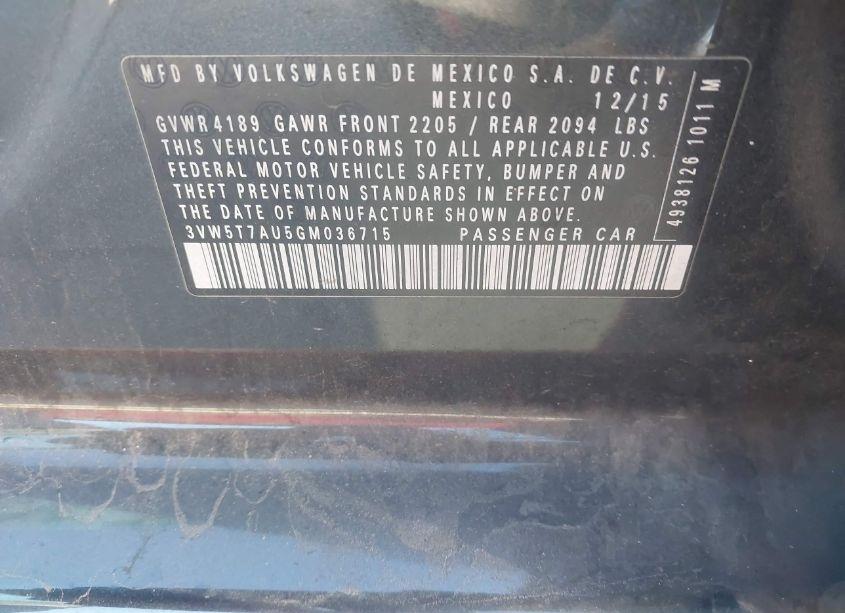 MFD BY VOLKSWAGEN DE MEXICO S.A. DE C.V.
MEXICO 12/15
GVWR 4189 GAWR FRONT 2205 / REAR 2094 LBS
THIS VEHICLE CONFORMS TO ALL APPLICABLE U.S.
FEDERAL MOTOR VEHICLE SAFETY, BUMPER AND
THEFT PREVENTION STANDARDS IN EFFECT ON
THE DATE OF MANUFACTURE SHOWN ABOVE.
3VW5T7AU5GM036715 PASSENGER CAR
4938126 1011 M